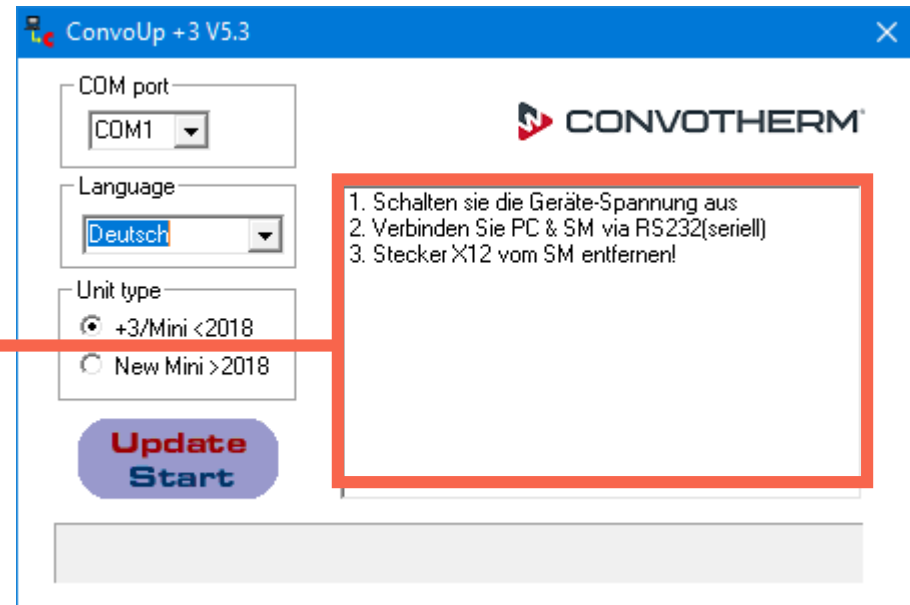 ConvoUp +3 V5.3
COM port
COM1
CONVOTHERM
Language
Deutsch
1. Schalten sie die Geräte-Spannung aus
2. Verbinden Sie PC & SM via RS232(seriell)
3. Stecker X12 vom SM entfernen!
Unit type
+3/Mini <2018
New Mini >2018
Update
Start